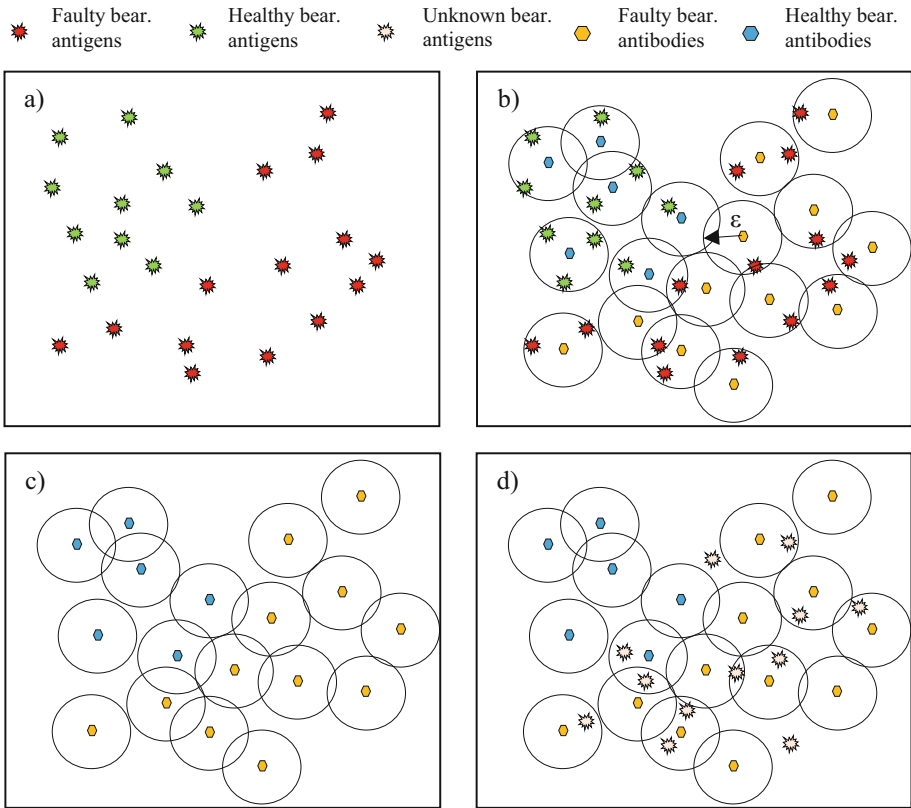 Faulty bear. antigens
Healthy bear. antigens
Unknown bear. antigens
Faulty bear. antibodies
Healthy bear. antibodies
a)
b)
ε
c)
d)